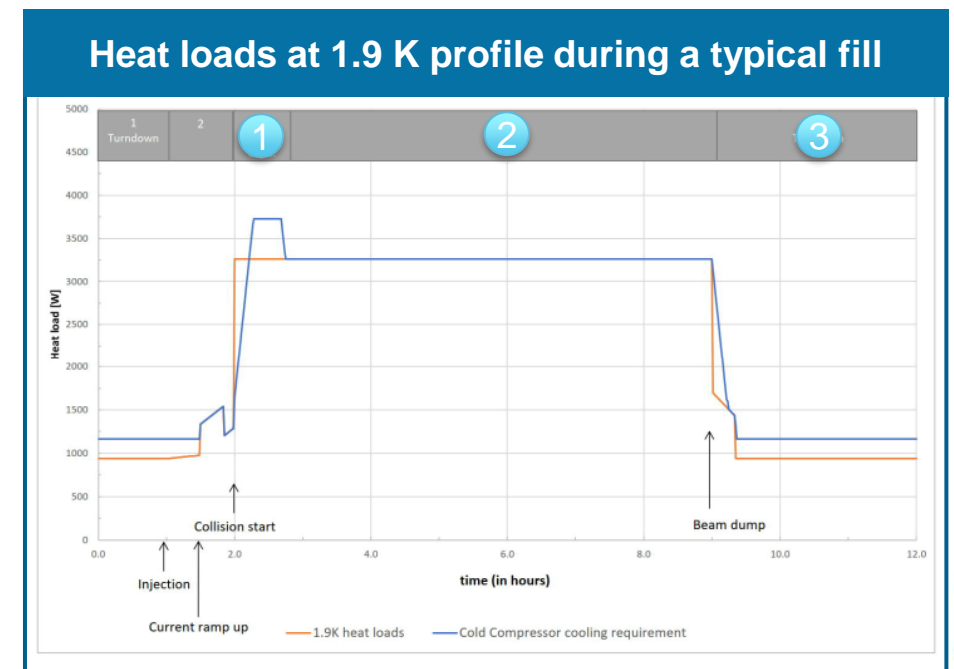 Heat loads at 1.9 K profile during a typical fill
5000
4500
4000
3500
3000
2500
2000
1500
1000
500
0
Heat load [W]
1
Turndown
2
1
2
3
Collision start
Beam dump
0.0
2.0
4.0
6.0
8.0
10.0
12.0
Injection
time (in hours)
Current ramp up
1.9K heat loads
Cold Compressor cooling requirement